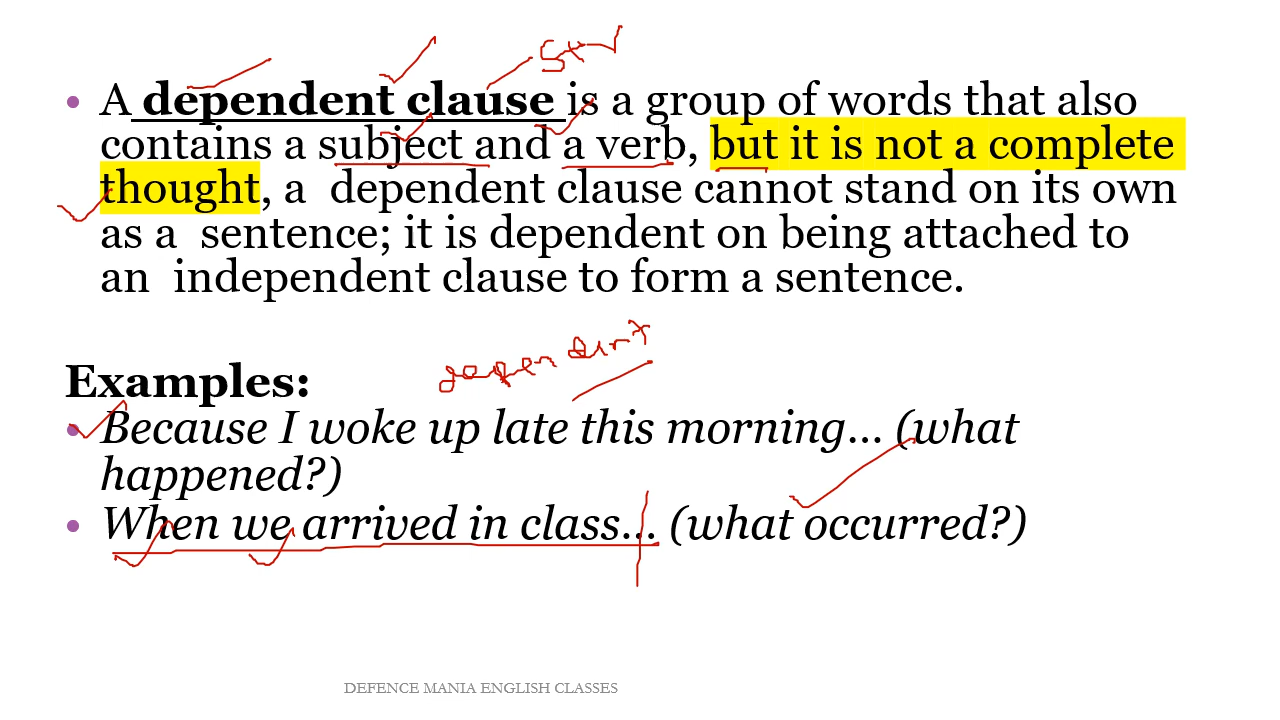 S+V
• A dependent clause is a group of words that also
contains a subject and a verb, but it is not a complete
thought, a dependent clause cannot stand on its own
as a sentence; it is dependent on being attached to
an independent clause to form a sentence.
dependent
Examples:
• Because I woke up late this morning... (what
happened?)
• When we arrived in class... (what occurred?)
DEFENCE MANIA ENGLISH CLASSES